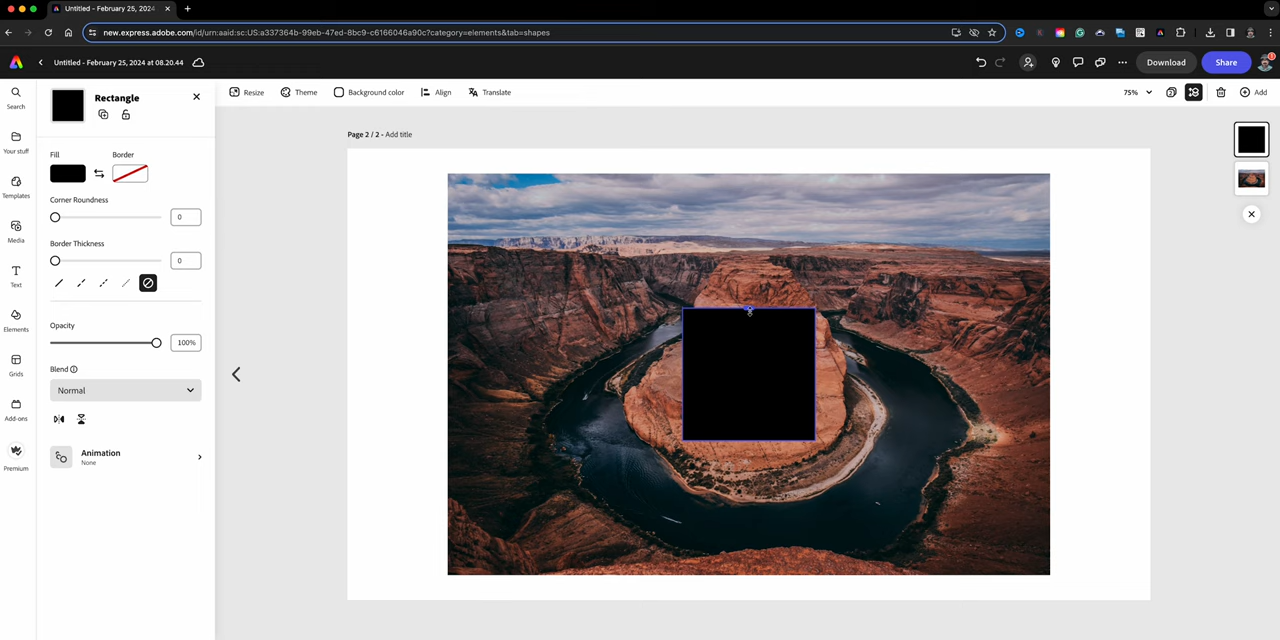 Untitled - February 25, 2024
new.express.adobe.com/id/urn:aaid:sc:US:a337364b-99eb-47ed-8bc9-c6166046a90c?category=elements&tab=shapes
Untitled - February 25, 2024 at 08.20.44
Download
Share
Search
Your stuff
Templates
Media
Text
Elements
Grids
Add-ons
Premium
Rectangle
Fill
Border
Corner Roundness
0
Border Thickness
0
Opacity
100%
Blend
Normal
Animation
None
Resize
Theme
Background color
Align
Translate
75%
Add
Page 2 / 2 - Add title